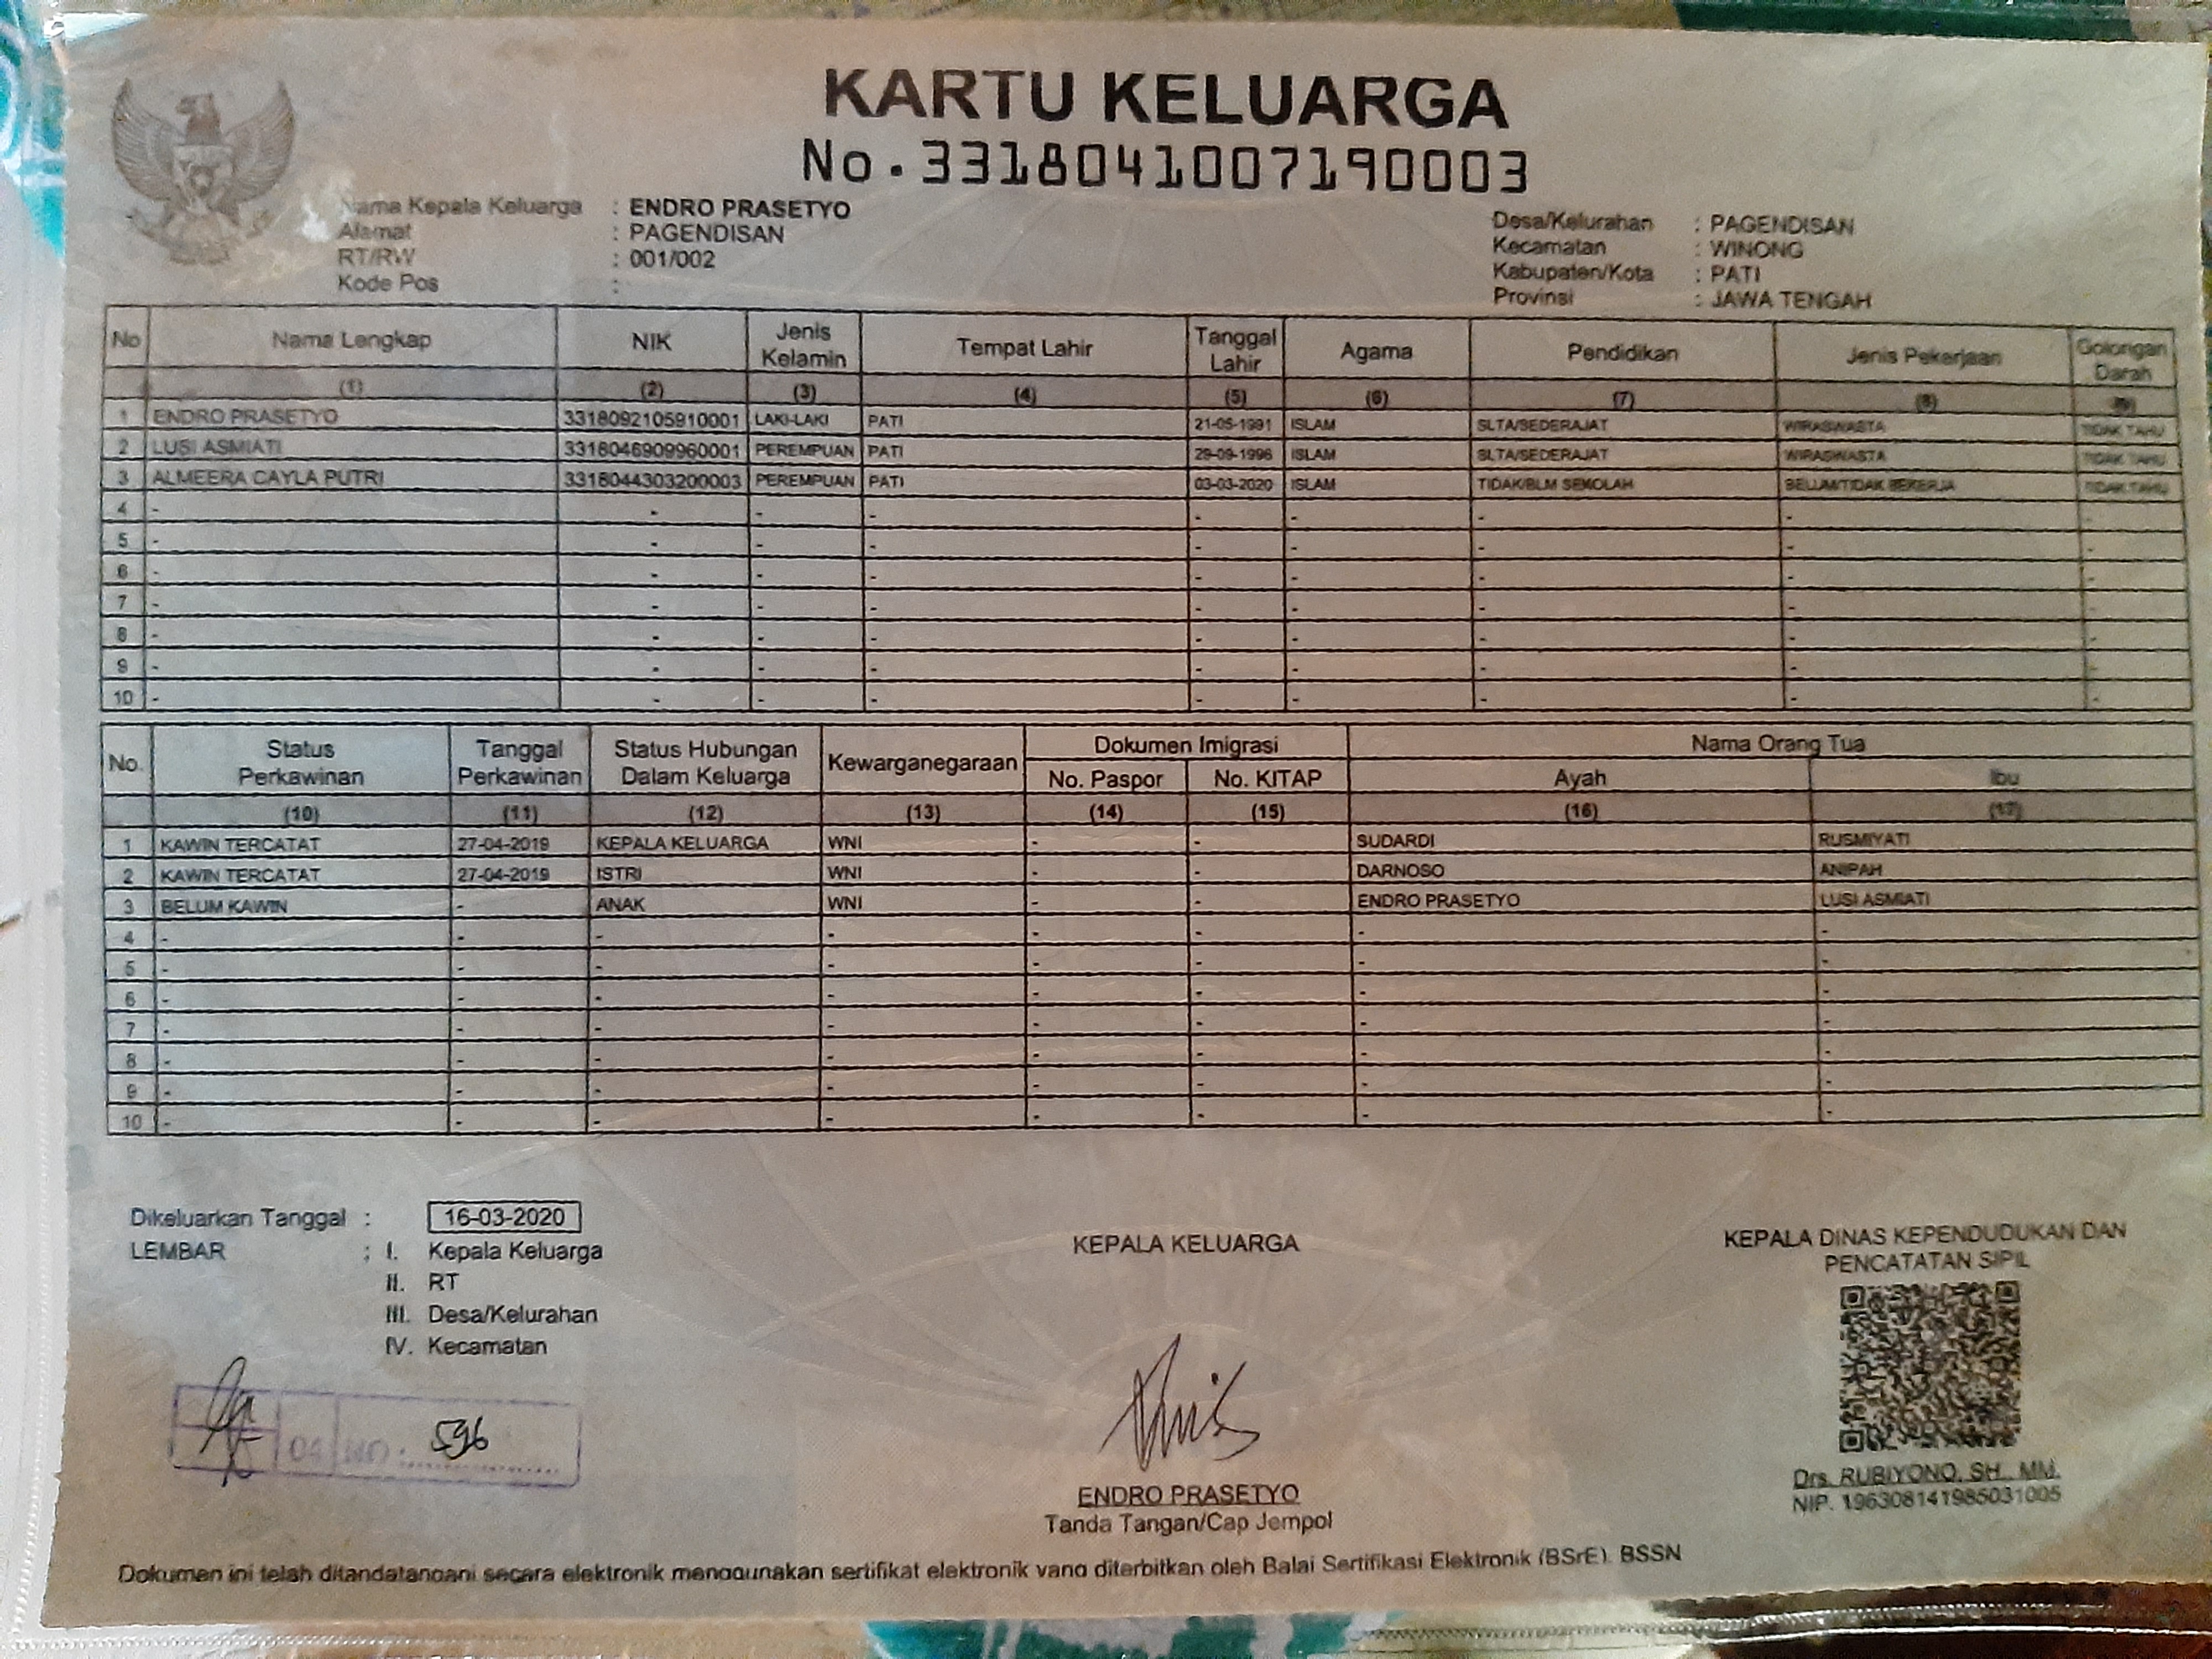 KARTU KELUARGA
No.3318041007190003
Nama Kepala Keluarga : ENDRO PRASETYO
Alamat : PAGENDISAN
RT/RW : 001/002
Kode Pos :
Desa/Kelurahan : PAGENDISAN
Kecamatan : WINONG
Kabupaten/Kota : PATI
Provinsi : JAWA TENGAH
No Nama Lengkap NIK Jenis Kelamin Tempat Lahir Tanggal Lahir Agama Pendidikan Jenis Pekerjaan Golongan Darah
(1) (2) (3) (4) (5) (6) (7) (8) (9)
1 ENDRO PRASETYO 3318092105910001 LAKI-LAKI PATI 21-05-1991 ISLAM SLTA/SEDERAJAT WIRASWASTA TIDAK TAHU
2 LUSI ASMIATI 3318046909960001 PEREMPUAN PATI 29-09-1996 ISLAM SLTA/SEDERAJAT WIRASWASTA TIDAK TAHU
3 ALMEERA CAYLA PUTRI 3318044303200003 PEREMPUAN PATI 03-03-2020 ISLAM TIDAK/BLM SEKOLAH BELUM/TIDAK BEKERJA TIDAK TAHU
4 - - - - - - - - -
5 - - - - - - - - -
6 - - - - - - - - -
7 - - - - - - - - -
8 - - - - - - - - -
9 - - - - - - - - -
10 - - - - - - - - -
No. Status Perkawinan Tanggal Perkawinan Status Hubungan Dalam Keluarga Kewarganegaraan Dokumen Imigrasi Nama Orang Tua
No. Paspor No. KITAP Ayah Ibu
(10) (11) (12) (13) (14) (15) (16) (17)
1 KAWIN TERCATAT 27-04-2019 KEPALA KELUARGA WNI - - SUDARDI RUSMIYATI
2 KAWIN TERCATAT 27-04-2019 ISTRI WNI - - DARNOSO ANIPAH
3 BELUM KAWIN - ANAK WNI - - ENDRO PRASETYO LUSI ASMIATI
4 - - - - - - - -
5 - - - - - - - -
6 - - - - - - - -
7 - - - - - - - -
8 - - - - - - - -
9 - - - - - - - -
10 - - - - - - - -
Dikeluarkan Tanggal : 16-03-2020
LEMBAR : I. Kepala Keluarga
II. RT
III. Desa/Kelurahan
IV. Kecamatan
04 NO. 596
KEPALA KELUARGA
ENDRO PRASETYO
Tanda Tangan/Cap Jempol
KEPALA DINAS KEPENDUDUKAN DAN
PENCATATAN SIPIL
Drs. RUBIYONO, SH., MM.
NIP. 196308141985031005
Dokumen ini telah ditandatangani secara elektronik menggunakan sertifikat elektronik yang diterbitkan oleh Balai Sertifikasi Elektronik (BSrE), BSSN